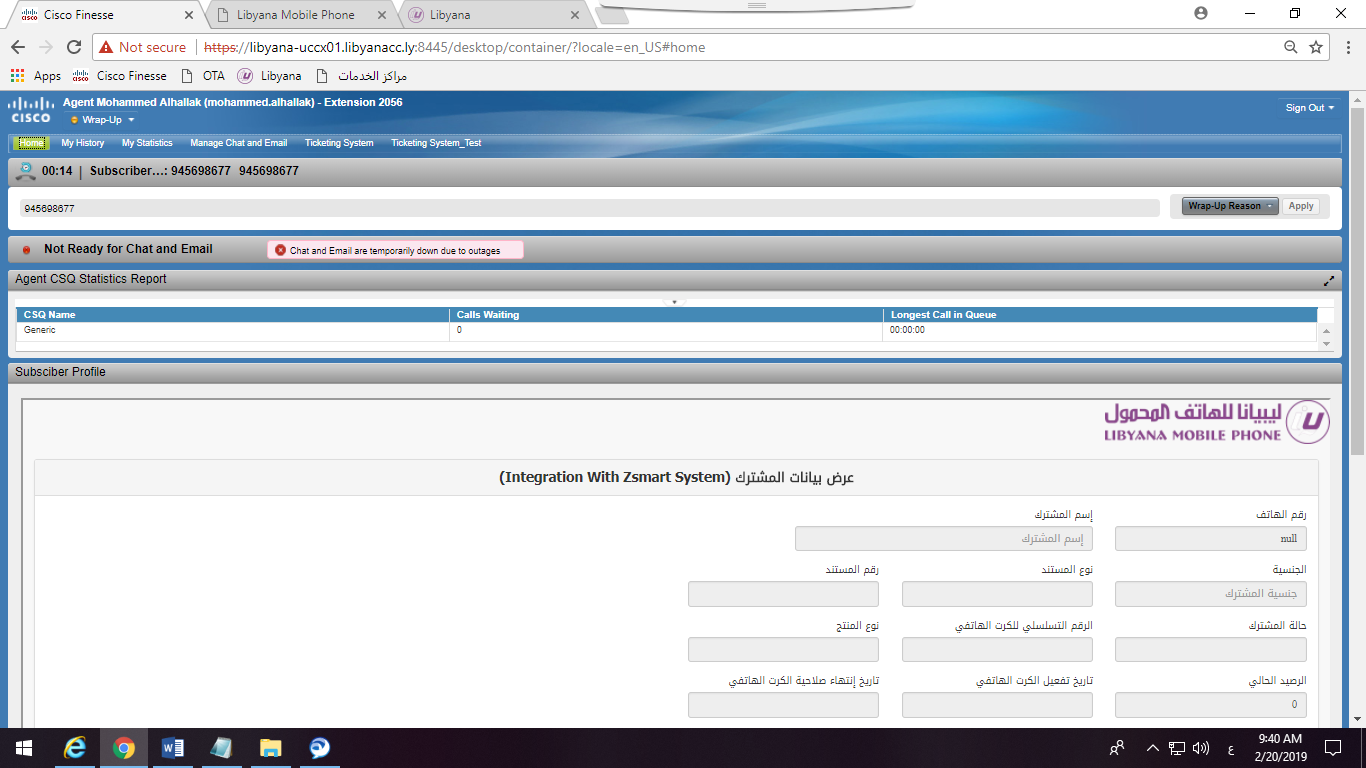 Cisco Finesse
Libyana Mobile Phone
Libyana
Not secure
https://libyana-uccx01.libyanacc.ly:8445/desktop/container/?locale=en_US#home
Apps
Cisco Finesse
OTA
Libyana
مراكز الخدمات
CISCO
Agent Mohammed Alhallak (mohammed.alhallak) - Extension 2056
Wrap-Up
Sign Out
Home
My History
My Statistics
Manage Chat and Email
Ticketing System
Ticketing System_Test
00:14 | Subscriber...: 945698677 945698677
945698677
Wrap-Up Reason
Apply
Not Ready for Chat and Email
Chat and Email are temporarily down due to outages
Agent CSQ Statistics Report
CSQ Name
Calls Waiting
Longest Call in Queue
Generic
0
00:00:00
Subsciber Profile
ليبيانا للهاتف المحمول
LIBYANA MOBILE PHONE
عرض بيانات المشترك (Integration With Zsmart System)
رقم الهاتف
إسم المشترك
null
إسم المشترك
الجنسية
نوع المستند
رقم المستند
جنسية المشترك
حالة المشترك
الرقم التسلسلي للكرت الهاتفي
نوع المنتج
الرصيد الحالي
تاريخ تفعيل الكرت الهاتفي
تاريخ إنتهاء صلاحية الكرت الهاتفي
0
ع
9:40 AM
2/20/2019